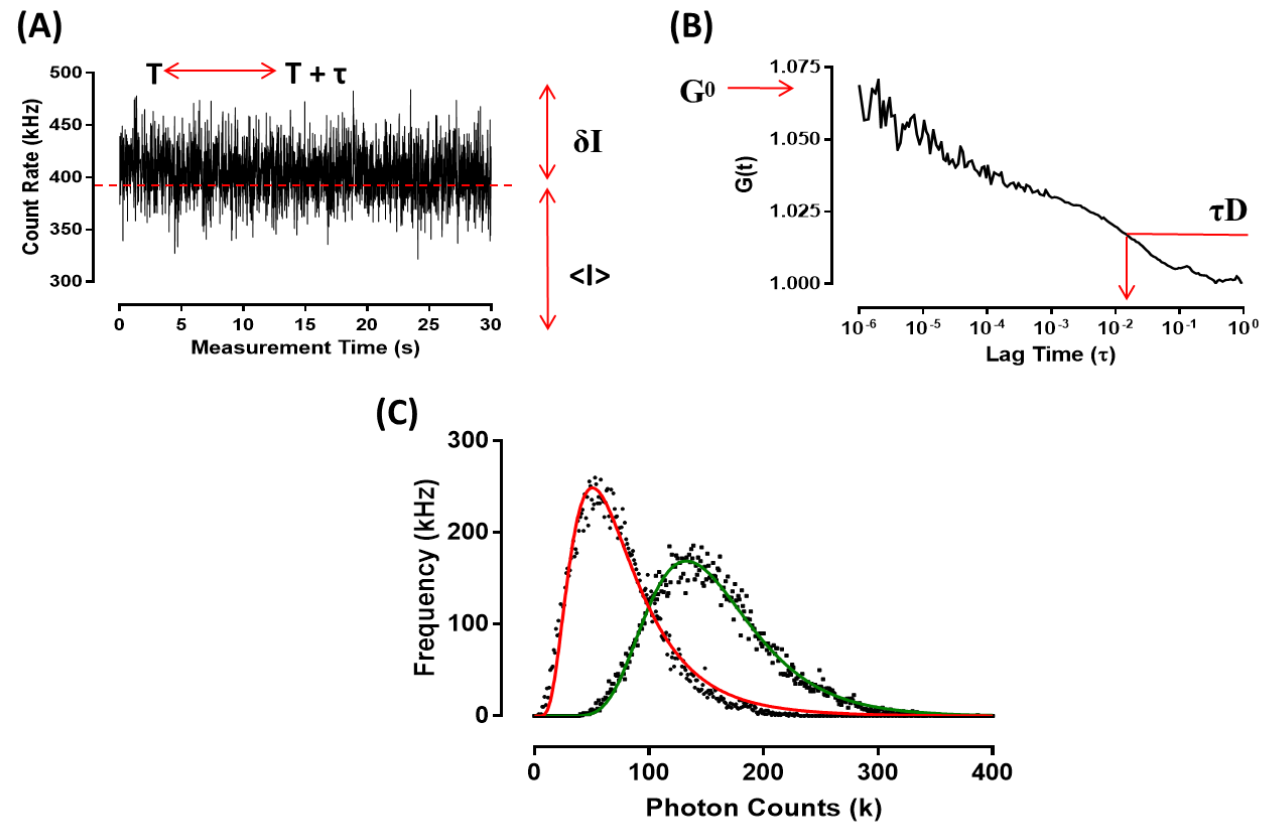 (A)
T
T + τ
500
450
400
350
300
Count Rate (kHz)
δI
<I>
0 5 10 15 20 25 30
Measurement Time (s)
(B)
G⁰
1.075
1.050
1.025
1.000
G(t)
τD
10⁻⁶ 10⁻⁵ 10⁻⁴ 10⁻³ 10⁻² 10⁻¹ 10⁰
Lag Time (τ)
(C)
300
200
100
0
Frequency (kHz)
0 100 200 300 400
Photon Counts (k)